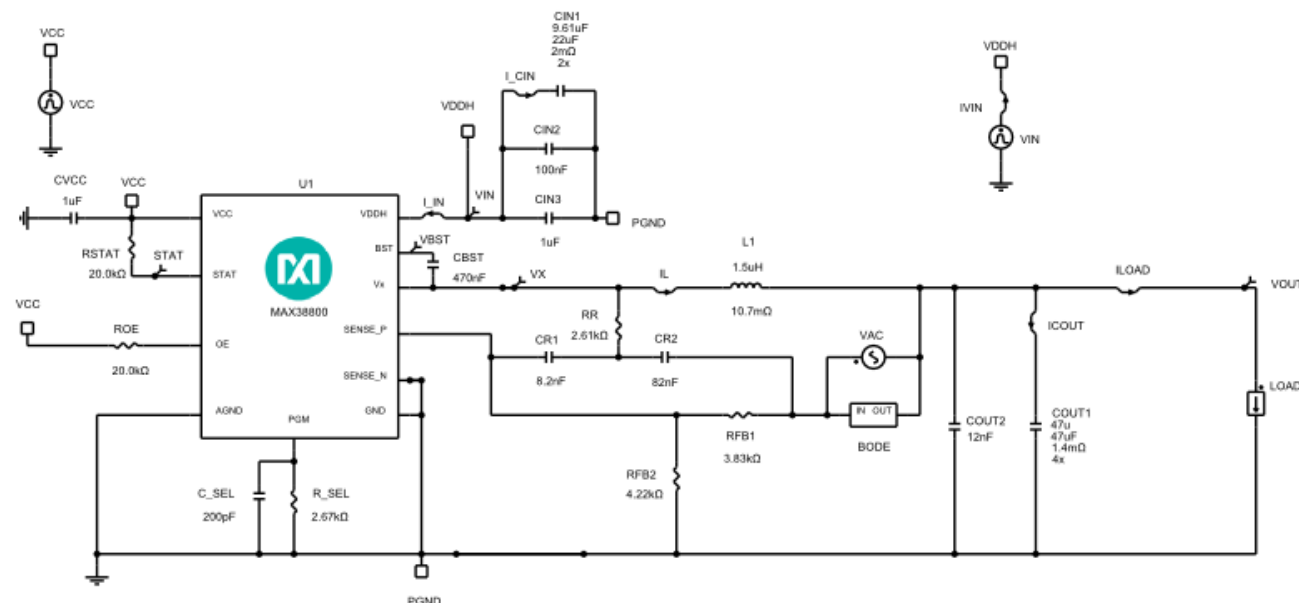 VCC
VCC
CVCC
1uF
VCC
RSTAT
20.0kΩ
STAT
VCC
ROE
20.0kΩ
U1
VCC
STAT
OE
AGND
PGM
VDDH
BST
Vx
SENSE_P
SENSE_N
GND
MAX38800
C_SEL
200pF
R_SEL
2.67kΩ
PGND
I_IN
VDDH
VIN
I_CIN
CIN1
9.61uF
22uF
2mΩ
2x
CIN2
100nF
CIN3
1uF
PGND
VBST
CBST
470nF
VX
IL
L1
1.5uH
10.7mΩ
RR
2.61kΩ
CR1
8.2nF
CR2
82nF
RFB1
3.83kΩ
RFB2
4.22kΩ
VAC
IN OUT
BODE
VDDH
IVIN
VIN
ILOAD
VOUT
ICOUT
COUT2
12nF
COUT1
47u
47uF
1.4mΩ
4x
LOAD